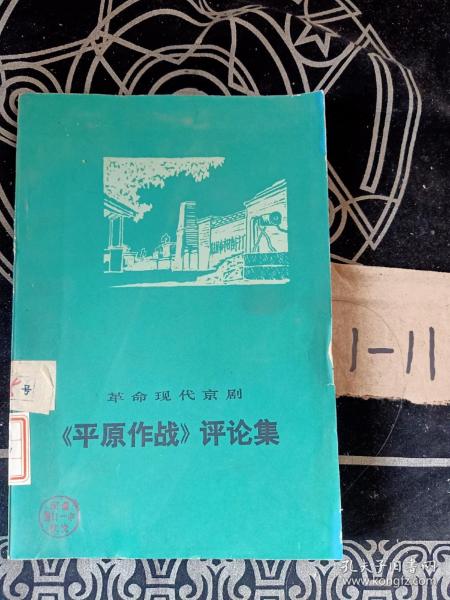 革命现代京剧
《平原作战》评论集
号
1-11
孔夫子旧书网
www.kongfz.com